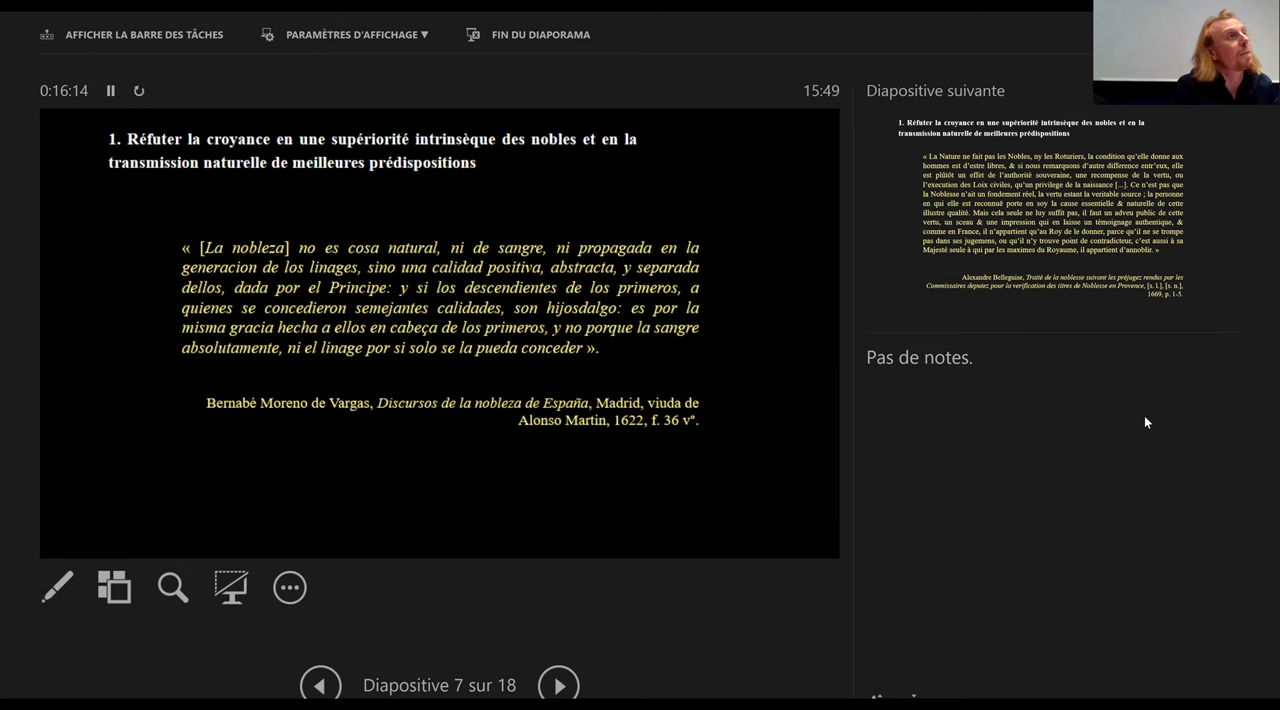 AFFICHER LA BARRE DES TÂCHES
PARAMÈTRES D'AFFICHAGE ▼
FIN DU DIAPORAMA
0:16:14
15:49
1. Réfuter la croyance en une supériorité intrinsèque des nobles et en la
transmission naturelle de meilleures prédispositions
« [La nobleza] no es cosa natural, ni de sangre, ni propagada en la
generacion de los linages, sino una calidad positiva, abstracta, y separada
dellos, dada por el Principe: y si los descendientes de los primeros, a
quienes se concedieron semejantes calidades, son hijosdalgo: es por la
misma gracia hecha a ellos en cabeça de los primeros, y no porque la sangre
absolutamente, ni el linage por si solo se la pueda conceder ».
Bernabé Moreno de Vargas, Discursos de la nobleza de España, Madrid, viuda de
Alonso Martin, 1622, f. 36 v°.
Diapositive 7 sur 18
Diapositive suivante
1. Réfuter la croyance en une supériorité intrinsèque des nobles et en la
transmission naturelle de meilleures prédispositions
« La Nature ne fait pas les Nobles, ny les Roturiers, la condition qu'elle donne aux
hommes est d'estre libres, & si nous remarquons d'autre difference entr'eux, elle
est plûtôt un effet de l'authorité souveraine, une recompense de la vertu, ou
l'execution des Loix civiles, qu'un privilege de la naissance [...]. Ce n'est pas que
la Noblesse n'ait un fondement réel, la vertu estant la veritable source ; la personne
en qui elle est reconnuë porte en soy la cause essentielle & naturelle de cette
illustre qualité. Mais cela seule ne luy suffit pas, il faut un adveu public de cette
vertu, un sceau & une impression qui en laisse un témoignage authentique, &
comme en France, il n'appartient qu'au Roy de le donner, parce qu'il ne se trompe
pas dans ses jugemens, ou qu'il n'y trouve point de contradicteur, c'est aussi à sa
Majesté seule à qui par les maximes du Royaume, il appartient d'annoblir. »
Alexandre Belleguise, Traité de la noblesse suivant les préjugez rendus par les
Commissaires deputez pour la verification des titres de Noblesse en Provence, [s. l.], [s. n.],
1669, p. 1-5.
Pas de notes.